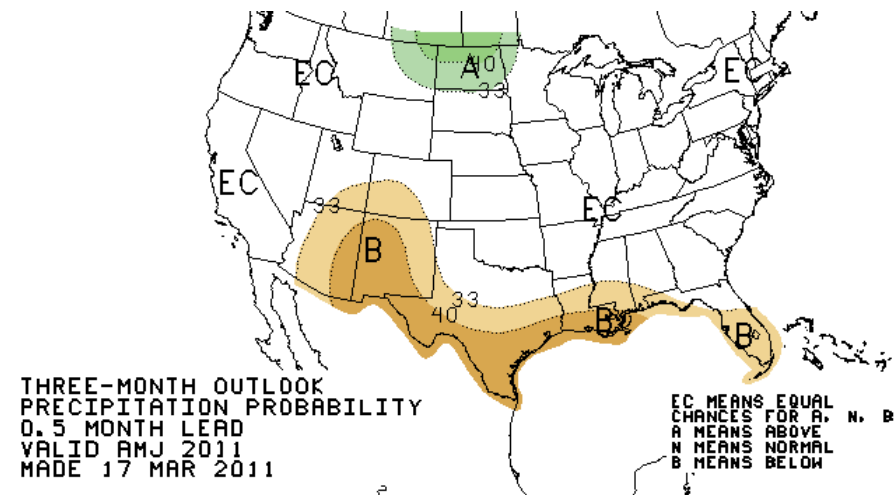 40
A
EC
EC
33
EC
33
EC
B
33
40
B
B
THREE-MONTH OUTLOOK
PRECIPITATION PROBABILITY
0.5 MONTH LEAD
VALID AMJ 2011
MADE 17 MAR 2011
EC MEANS EQUAL
CHANCES FOR A, N, B
A MEANS ABOVE
N MEANS NORMAL
B MEANS BELOW